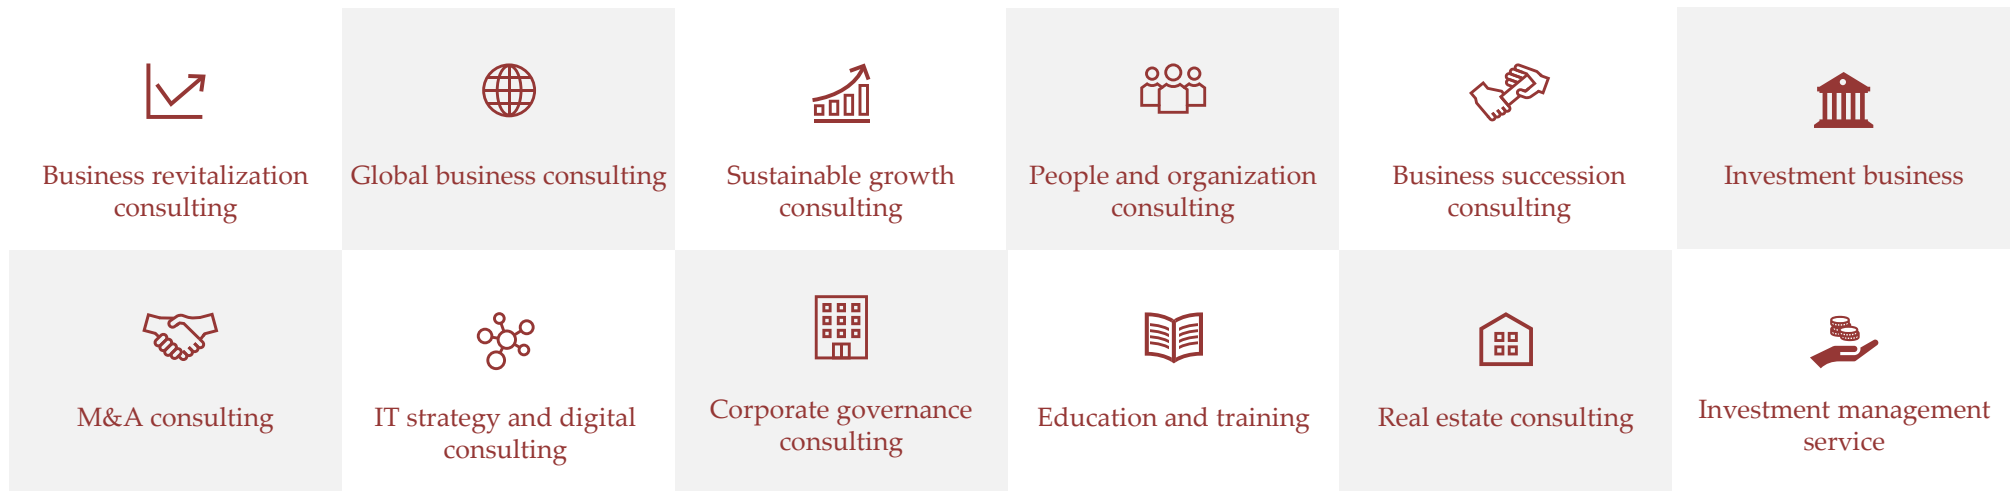 Business revitalization
consulting
Global business consulting
Sustainable growth
consulting
People and organization
consulting
Business succession
consulting
Investment business
M&A consulting
IT strategy and digital
consulting
Corporate governance
consulting
Education and training
Real estate consulting
Investment management
service